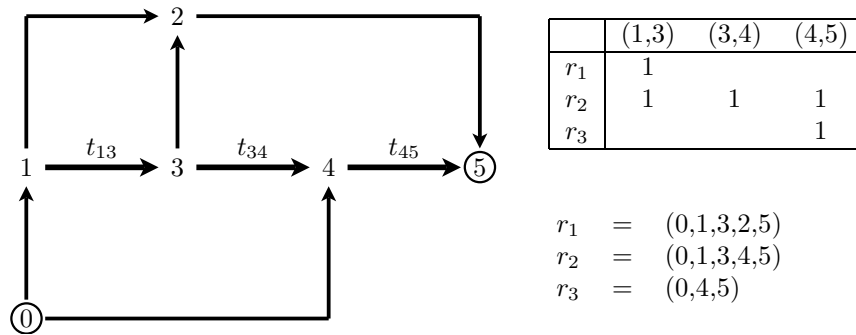 2
t13 t34 t45
1 3 4 5
0
(1,3) (3,4) (4,5)
r1 1
r2 1 1 1
r3 1
r1 = (0,1,3,2,5)
r2 = (0,1,3,4,5)
r3 = (0,4,5)